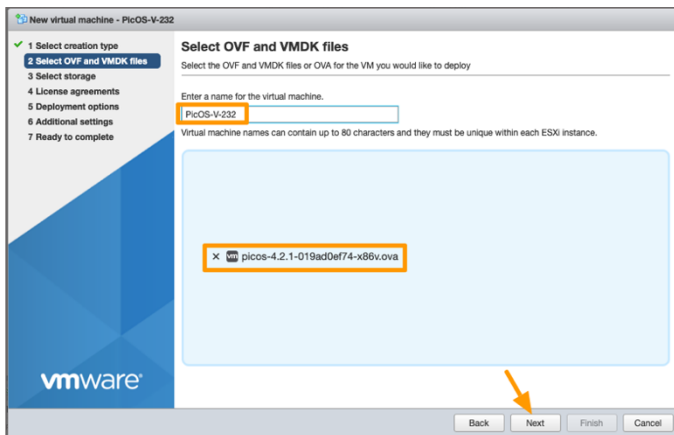 New virtual machine - PicOS-V-232
1 Select creation type
2 Select OVF and VMDK files
3 Select storage
4 License agreements
5 Deployment options
6 Additional settings
7 Ready to complete
Select OVF and VMDK files
Select the OVF and VMDK files or OVA for the VM you would like to deploy
Enter a name for the virtual machine.
PicOS-V-232
Virtual machine names can contain up to 80 characters and they must be unique within each ESXi instance.
× vm picos-4.2.1-019ad0ef74-x86v.ova
vmware
Back
Next
Finish
Cancel